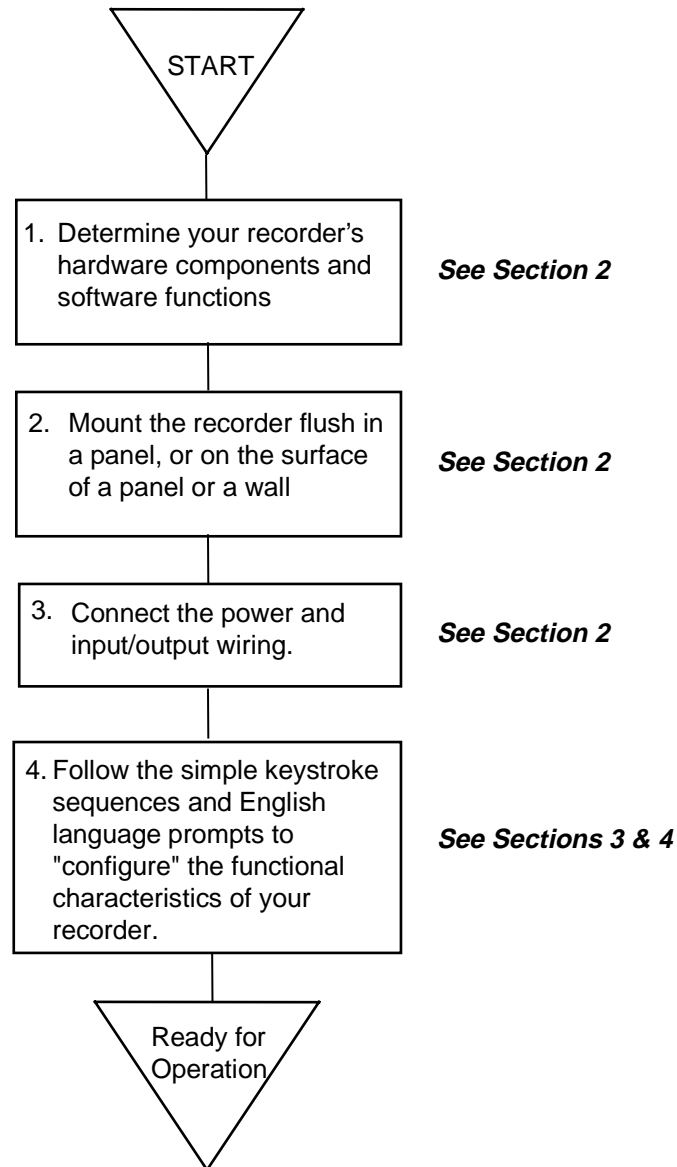 START
1. Determine your recorder’s
hardware components and
software functions
See Section 2
2. Mount the recorder flush in
a panel, or on the surface
of a panel or a wall
See Section 2
3. Connect the power and
input/output wiring.
See Section 2
4. Follow the simple keystroke
sequences and English
language prompts to
"configure" the functional
characteristics of your
recorder.
See Sections 3 & 4
Ready for
Operation